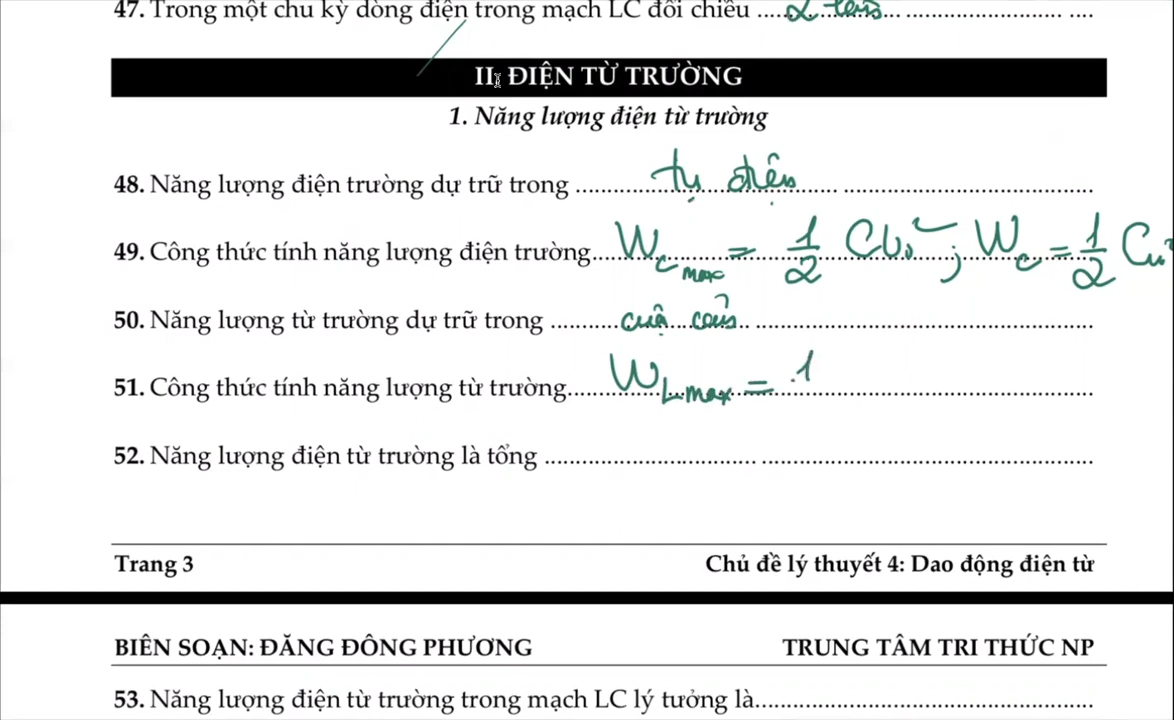 47. Trong một chu kỳ dòng điện trong mạch LC đổi chiều ..... 2 lần ..............................
II. ĐIỆN TỪ TRƯỜNG
1. Năng lượng điện từ trường
48. Năng lượng điện trường dự trữ trong ............ tụ điện ........................................
49. Công thức tính năng lượng điện trường..... W_Cmax = 1/2 CU₀² ; W_C = 1/2 Cu²
50. Năng lượng từ trường dự trữ trong ........... cuộn cảm ........................................
51. Công thức tính năng lượng từ trường..... W_Lmax = 1 ........................................
52. Năng lượng điện từ trường là tổng ................................................................................
Trang 3 Chủ đề lý thuyết 4: Dao động điện từ
BIÊN SOẠN: ĐĂNG ĐÔNG PHƯƠNG TRUNG TÂM TRI THỨC NP
53. Năng lượng điện từ trường trong mạch LC lý tưởng là......................................................